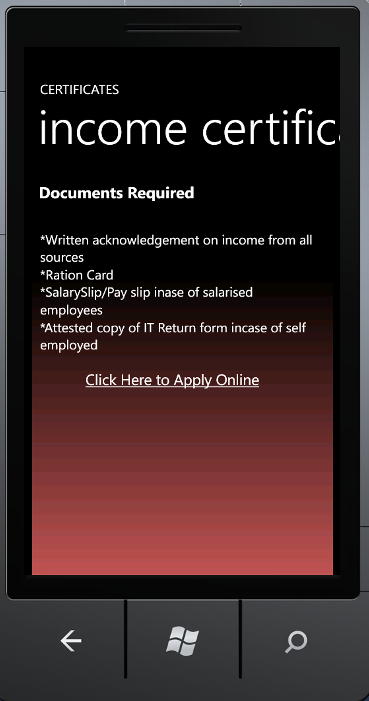 CERTIFICATES
income certifica
Documents Required
*Written acknowledgement on income from all
sources
*Ration Card
*SalarySlip/Pay slip inase of salarised
employees
*Attested copy of IT Return form incase of self
employed
Click Here to Apply Online